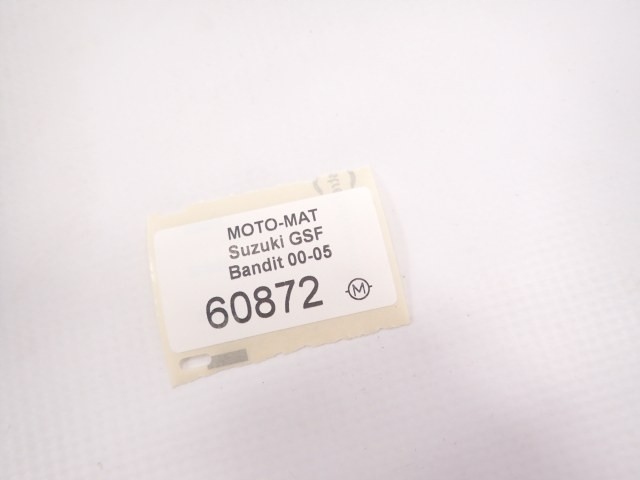 MOTO-MAT
Suzuki GSF
Bandit 00-05
60872 M